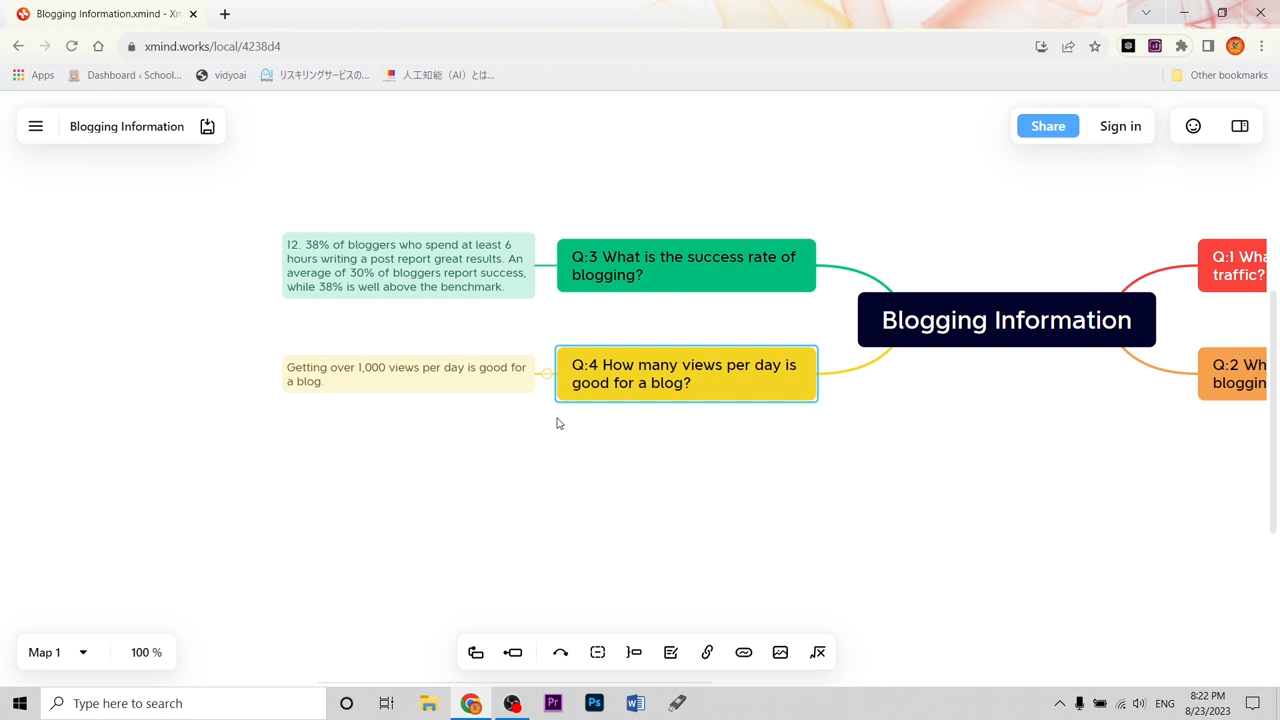 Blogging Information.xmind - Xn
xmind.works/local/4238d4
Apps
Dashboard ‹ School...
vidyoai
リスキリングサービスの...
人工知能（AI）とは...
Other bookmarks
Blogging Information
Share
Sign in
12. 38% of bloggers who spend at least 6
hours writing a post report great results. An
average of 30% of bloggers report success,
while 38% is well above the benchmark.
Q:3 What is the success rate of
blogging?
Q:1 Wha
traffic?
Blogging Information
Getting over 1,000 views per day is good for
a blog.
Q:4 How many views per day is
good for a blog?
Q:2 Wh
bloggin
Map 1
100 %
Type here to search
Pr
Ps
W
ENG
8:22 PM
8/23/2023